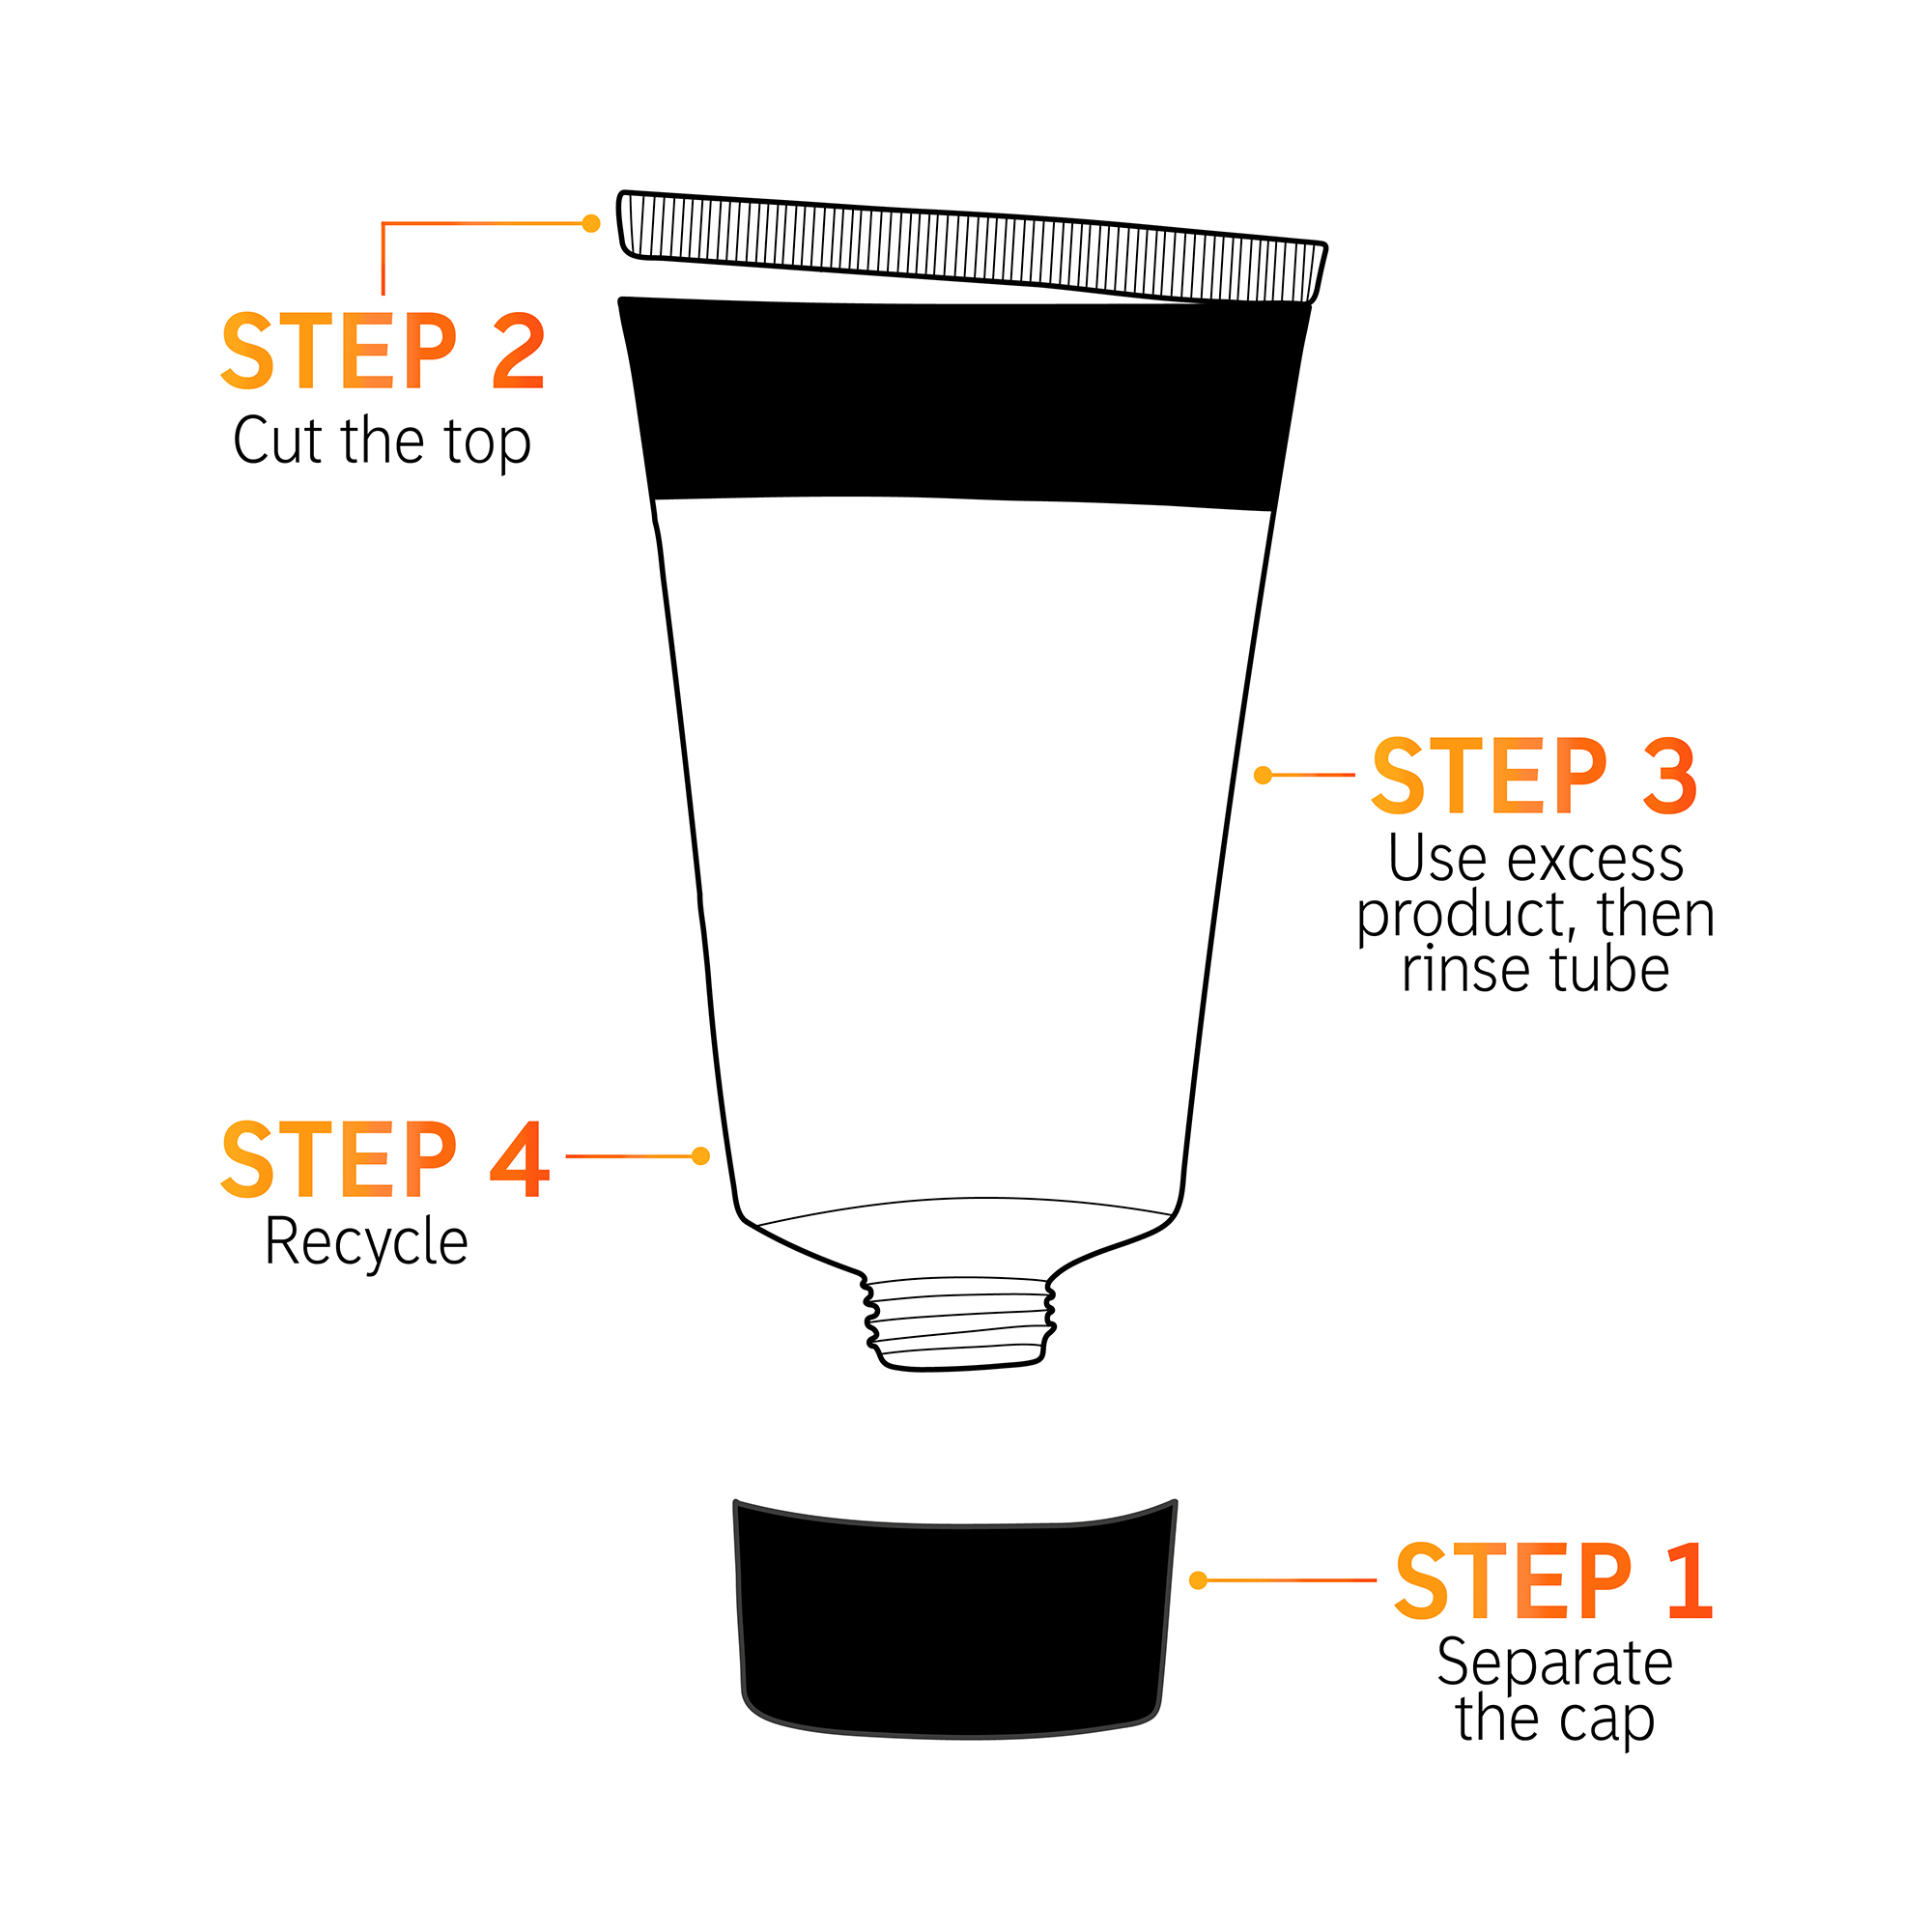 STEP 2
Cut the top
STEP 3
Use excess
product, then
rinse tube
STEP 4
Recycle
STEP 1
Separate
the cap